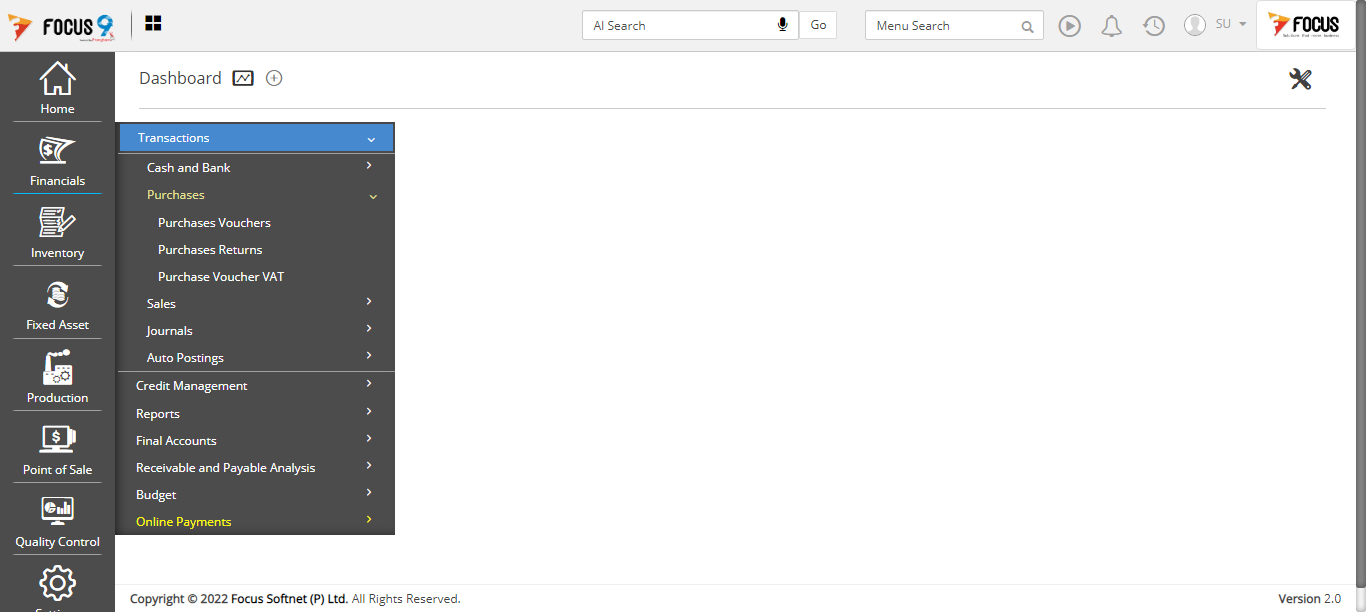 FOCUS 9
AI Search
Go
Menu Search
SU
FOCUS
Home
Financials
Inventory
Fixed Asset
Production
Point of Sale
Quality Control
Dashboard
Transactions
Cash and Bank
Purchases
Purchases Vouchers
Purchases Returns
Purchase Voucher VAT
Sales
Journals
Auto Postings
Credit Management
Reports
Final Accounts
Receivable and Payable Analysis
Budget
Online Payments
Copyright © 2022 Focus Softnet (P) Ltd. All Rights Reserved.
Version 2.0